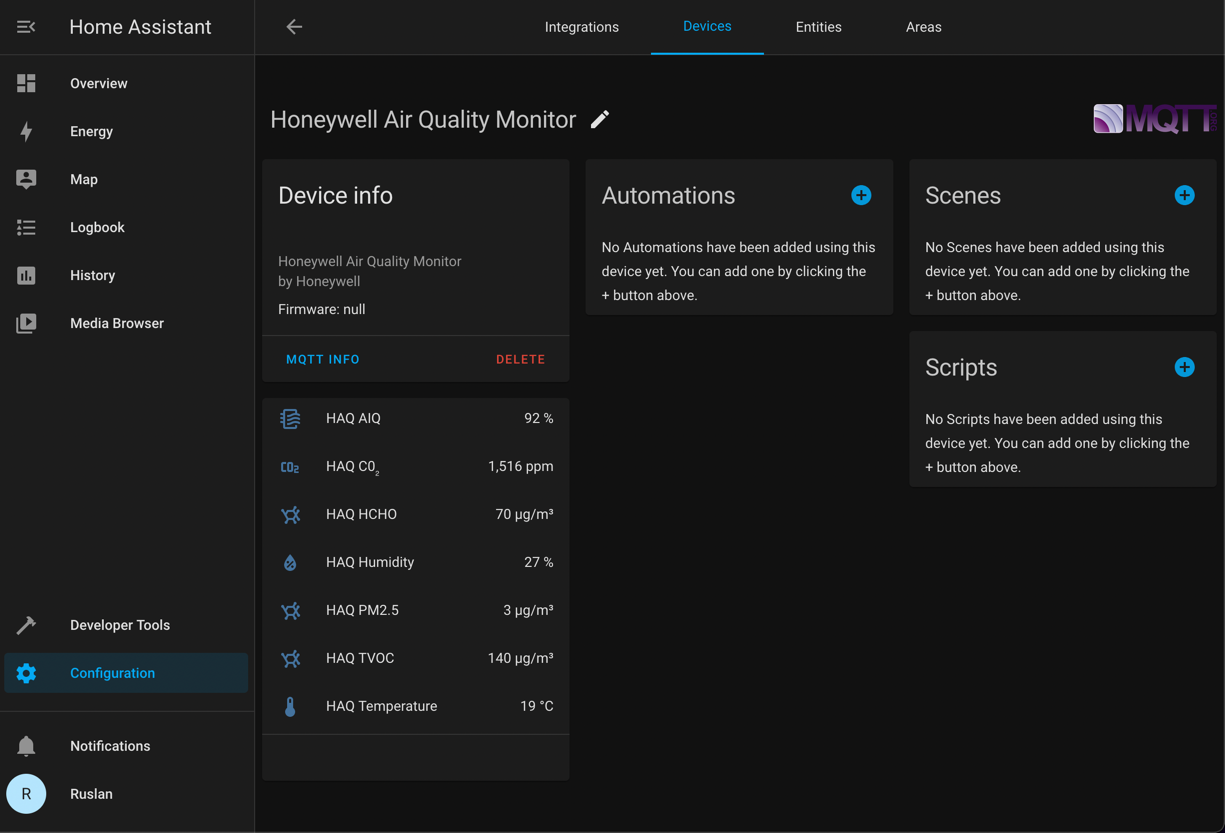 Home Assistant
Integrations
Devices
Entities
Areas
Overview
Energy
Map
Logbook
History
Media Browser
Developer Tools
Configuration
Notifications
R
Ruslan
Honeywell Air Quality Monitor
MQTT
Device info
Honeywell Air Quality Monitor
by Honeywell
Firmware: null
MQTT INFO
DELETE
HAQ AIQ 92 %
CO2
HAQ C0₂ 1,516 ppm
HAQ HCHO 70 µg/m³
HAQ Humidity 27 %
HAQ PM2.5 3 µg/m³
HAQ TVOC 140 µg/m³
HAQ Temperature 19 °C
Automations
No Automations have been added using this
device yet. You can add one by clicking the
+ button above.
Scenes
No Scenes have been added using this
device yet. You can add one by clicking the
+ button above.
Scripts
No Scripts have been added using this
device yet. You can add one by clicking the
+ button above.